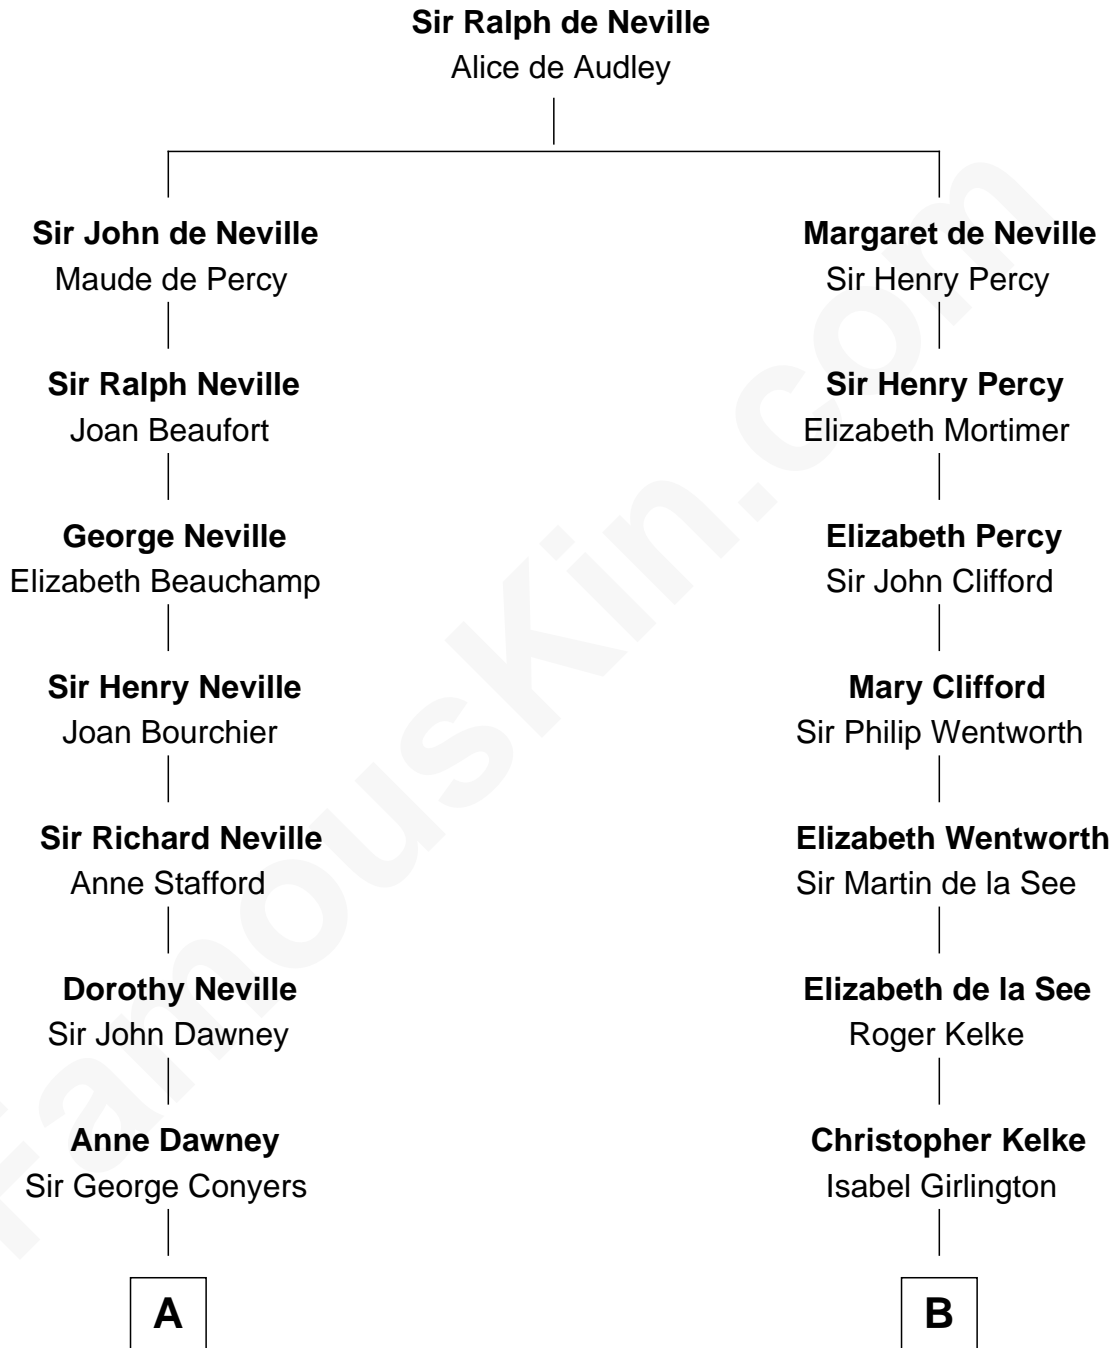 Sir Ralph de Neville
Alice de Audley
Sir John de Neville
Maude de Percy
Margaret de Neville
Sir Henry Percy
Sir Ralph Neville
Joan Beaufort
Sir Henry Percy
Elizabeth Mortimer
George Neville
Elizabeth Beauchamp
Elizabeth Percy
Sir John Clifford
Sir Henry Neville
Joan Bourchier
Mary Clifford
Sir Philip Wentworth
Sir Richard Neville
Anne Stafford
Elizabeth Wentworth
Sir Martin de la See
Dorothy Neville
Sir John Dawney
Elizabeth de la See
Roger Kelke
Anne Dawney
Sir George Conyers
Christopher Kelke
Isabel Girlington
A
B
FamousKin.com